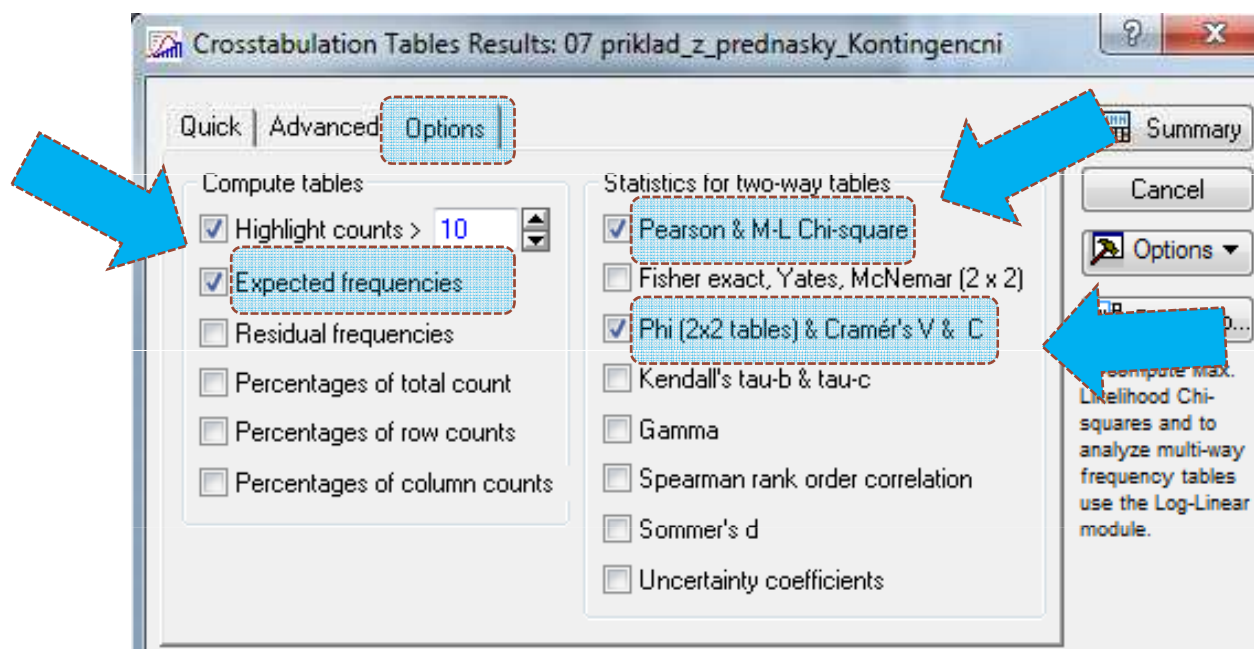 Crosstabulation Tables Results: 07 priklad_z_prednasky_Kontingencni
Quick Advanced Options
Compute tables
Highlight counts > 10
Expected frequencies
Residual frequencies
Percentages of total count
Percentages of row counts
Percentages of column counts
Statistics for two-way tables
Pearson & M-L Chi-square
Fisher exact, Yates, McNemar (2 x 2)
Phi (2x2 tables) & Cramér's V & C
Kendall's tau-b & tau-c
Gamma
Spearman rank order correlation
Sommer's d
Uncertainty coefficients
Summary
Cancel
Options
compute Max.
Likelihood Chi-
squares and to
analyze multi-way
frequency tables
use the Log-Linear
module.